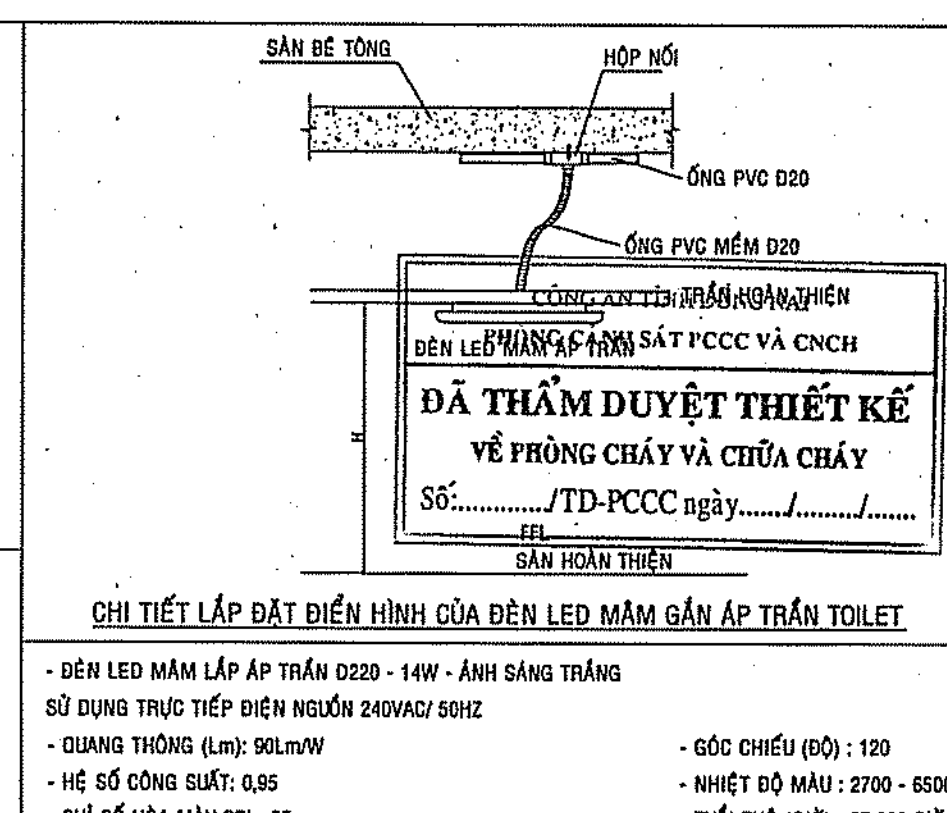 SÀN BÊ TÔNG
HỘP NỐI
ỐNG PVC D20
ỐNG PVC MỀM D20
CÔNG AN TỈNH ĐỒNG NAI
TRẦN HOÀN THIỆN
PHÒNG CẢNH SÁT PCCC VÀ CNCH
ĐÈN LED MÂM ÁP TRẦN
ĐÃ THẨM DUYỆT THIẾT KẾ
VỀ PHÒNG CHÁY VÀ CHỮA CHÁY
Số:............../TD-PCCC ngày......./........../.......
H
FFL
SÀN HOÀN THIỆN
CHI TIẾT LẮP ĐẶT ĐIỂN HÌNH CỦA ĐÈN LED MÂM GẮN ÁP TRẦN TOILET
- ĐÈN LED MÂM LẮP ÁP TRẦN D220 - 14W - ÁNH SÁNG TRẮNG
SỬ DỤNG TRỰC TIẾP ĐIỆN NGUỒN 240VAC/ 50HZ
- QUANG THÔNG (Lm): 90Lm/W
- GÓC CHIẾU (ĐỘ) : 120
- HỆ SỐ CÔNG SUẤT: 0,95
- NHIỆT ĐỘ MÀU : 2700 - 6500